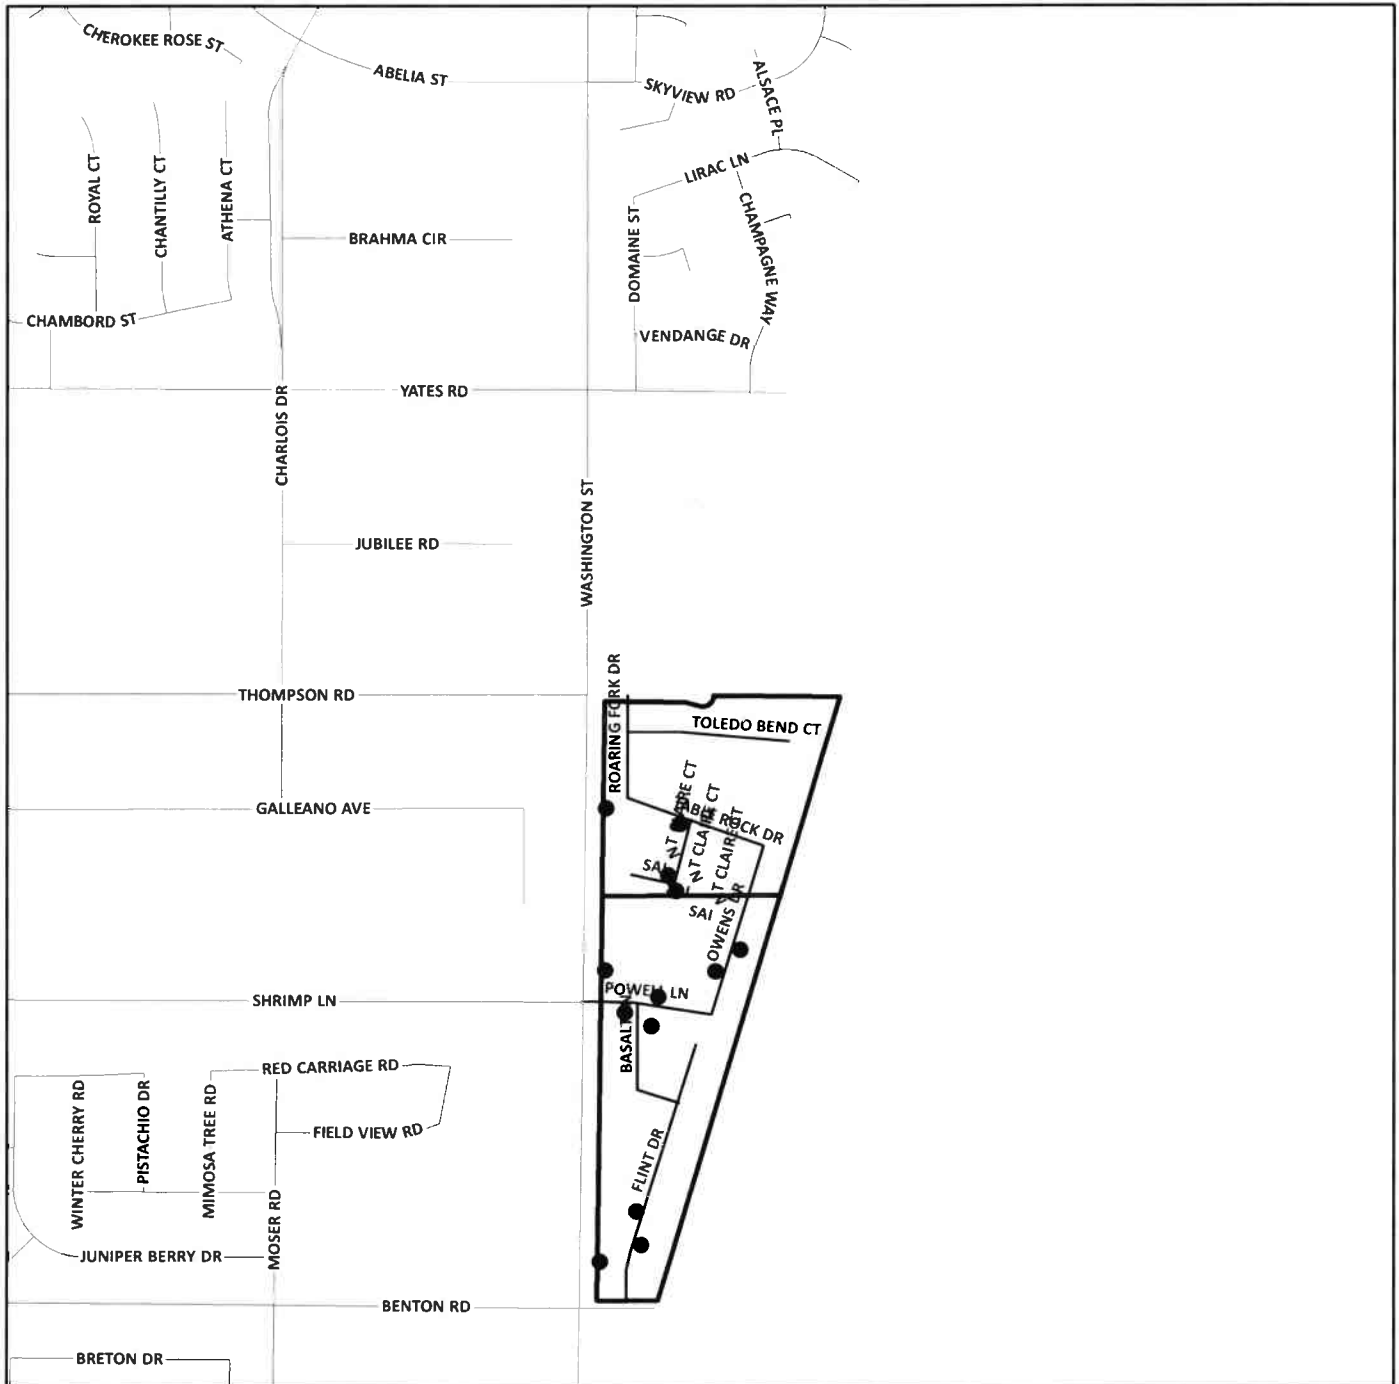 CHEROKEE ROSE ST
ABELIA ST
SKYVIEW RD
ALSACE PL
LIRAC LN
ROYAL CT
CHANTILLY CT
ATHENA CT
BRAHMA CIR
DOMAINE ST
CHAMPAGNE WAY
CHAMBORD ST
VENDANGE DR
YATES RD
CHARLOIS DR
WASHINGTON ST
JUBILEE RD
THOMPSON RD
ROARING FORK DR
TOLEDO BEND CT
GALLEANO AVE
ROCK DR
OWENS DR
POWELL LN
SHRIMP LN
BASALT
RED CARRIAGE RD
WINTER CHERRY RD
PISTACHIO DR
MIMOSA TREE RD
FIELD VIEW RD
FLINT DR
MOSER RD
JUNIPER BERRY DR
BENTON RD
BRETON DR